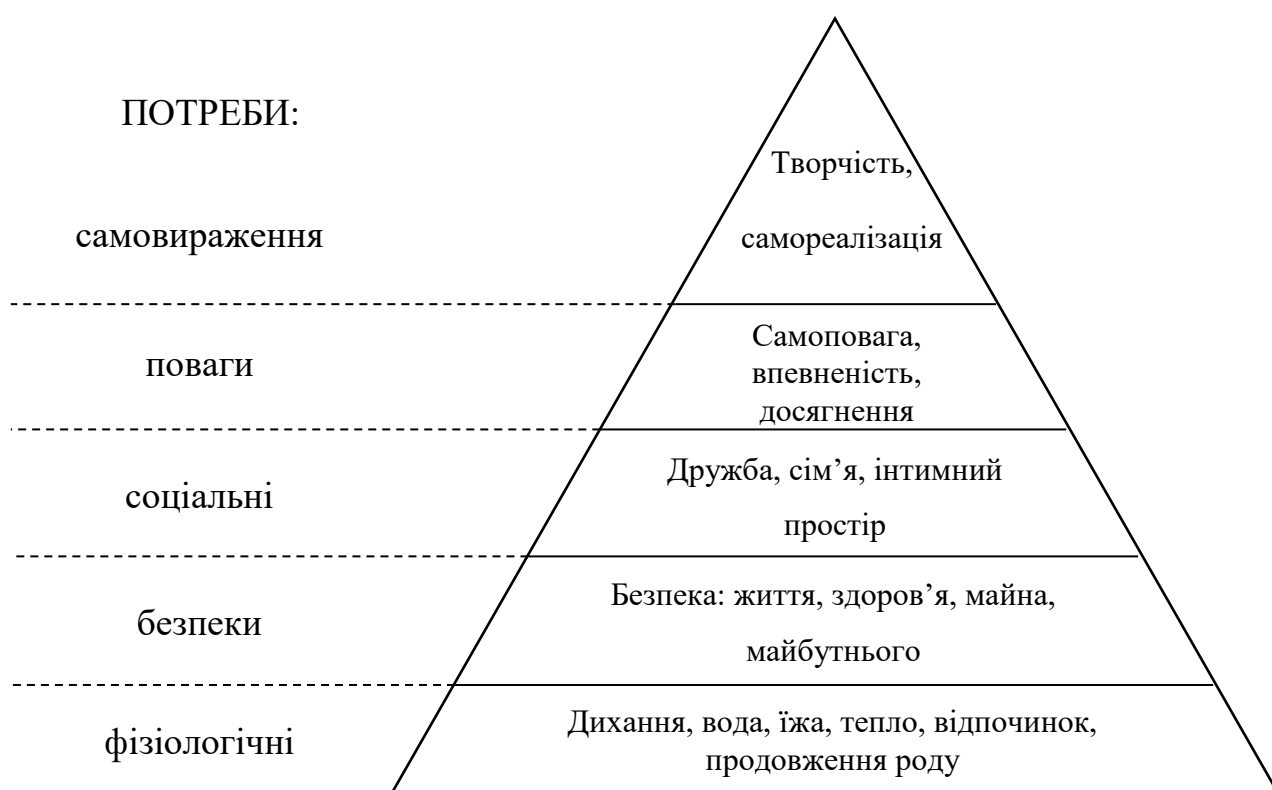 ПОТРЕБИ:
Творчість,
самовираження
самореалізація
поваги
Самоповага,
впевненість,
досягнення
соціальні
Дружба, сім’я, інтимний
простір
безпеки
Безпека: життя, здоров’я, майна,
майбутнього
фізіологічні
Дихання, вода, їжа, тепло, відпочинок,
продовження роду